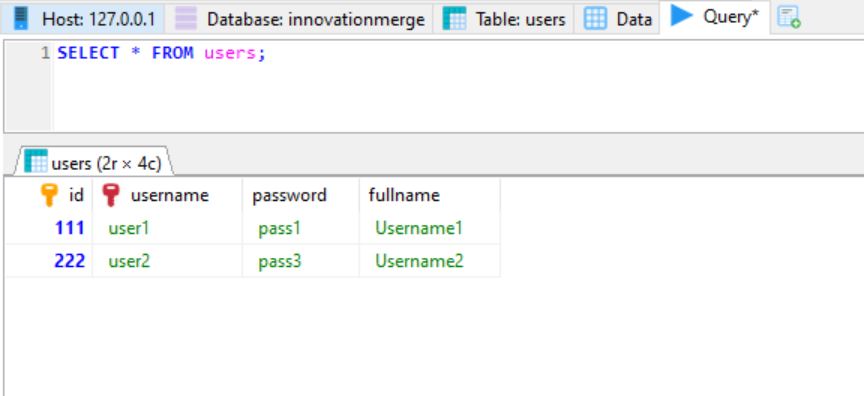 Host: 127.0.0.1 Database: innovationmerge Table: users Data Query*
1 SELECT * FROM users;
users (2r × 4c)
id username password fullname
111 user1 pass1 Username1
222 user2 pass3 Username2